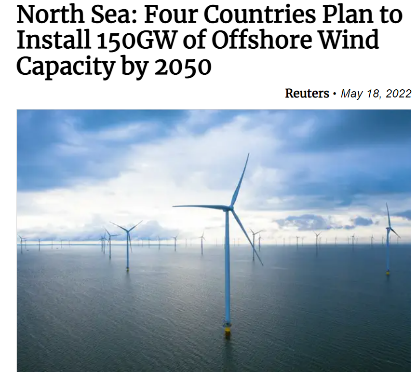 North Sea: Four Countries Plan to
Install 150GW of Offshore Wind
Capacity by 2050
Reuters • May 18, 2022